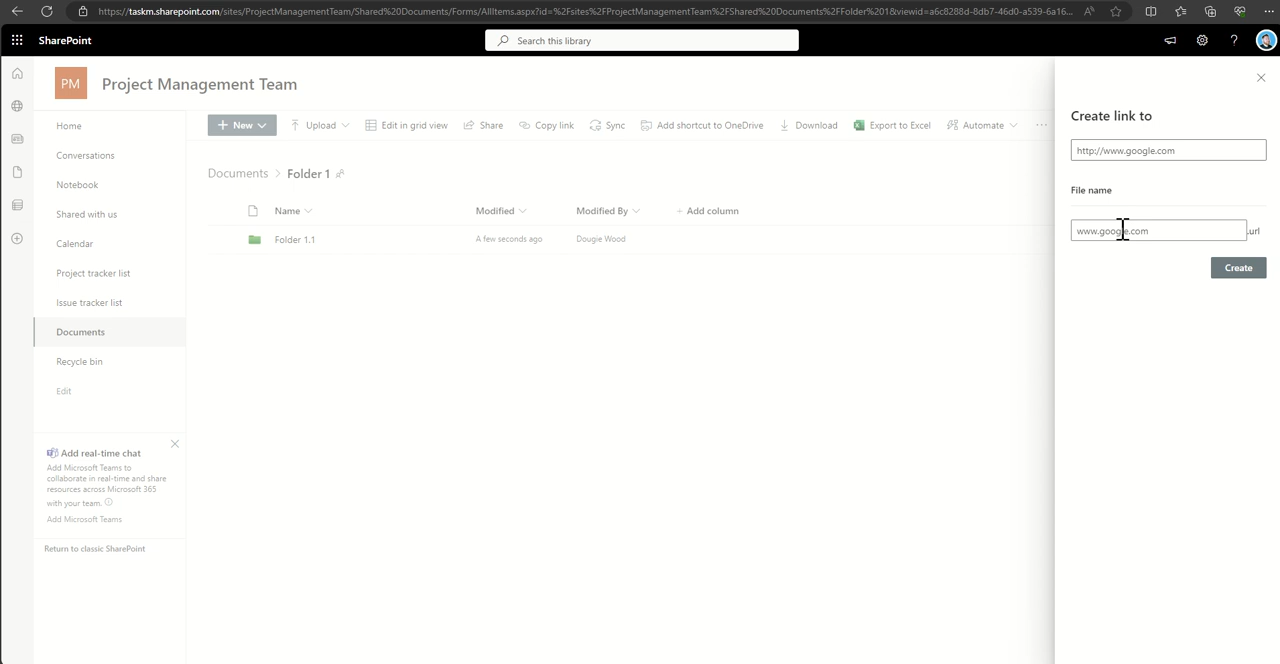 https://taskm.sharepoint.com/sites/ProjectManagementTeam/Shared%20Documents/Forms/AllItems.aspx?id=%2Fsites%2FProjectManagementTeam%2FShared%20Documents%2FFolder%201&viewid=a6c8288d-8db7-46d0-a539-6a16...
SharePoint
Search this library
PM
Project Management Team
Home
Conversations
Notebook
Shared with us
Calendar
Project tracker list
Issue tracker list
Documents
Recycle bin
Edit
Add real-time chat
Add Microsoft Teams to
collaborate in real-time and share
resources across Microsoft 365
with your team.
Add Microsoft Teams
Return to classic SharePoint
New Upload Edit in grid view Share Copy link Sync Add shortcut to OneDrive Download Export to Excel Automate ...
Documents > Folder 1
Name Modified Modified By + Add column
Folder 1.1 A few seconds ago Dougie Wood
Create link to
http://www.google.com
File name
www.google.com .url
Create